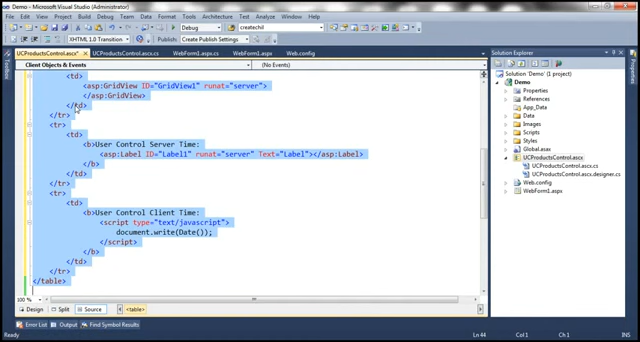 Demo - Microsoft Visual Studio (Administrator)
File Edit View Project Build Debug Team Data Format Table Tools Architecture Test Analyze Window Help
Debug createchil
XHTML 1.0 Transition Publish: Create Publish Settings
UCProductsControl.ascx* UCProductsControl.ascx.cs WebForm1.aspx.cs WebForm1.aspx Web.config
Client Objects & Events (No Events)
<td>
<asp:GridView ID="GridView1" runat="server">
</asp:GridView>
</td>
</tr>
<tr>
<td>
<b>User Control Server Time:
<asp:Label ID="Label1" runat="server" Text="Label"></asp:Label>
</b>
</td>
</tr>
<tr>
<td>
<b>User Control Client Time:
<script type="text/javascript">
document.write(Date());
</script>
</b>
</td>
</tr>
</table>
100 %
Design Split Source <table>
Error List Output Find Symbol Results
Ready Ln 44 Col 1 Ch 1 INS
Toolbox
Solution Explorer
Solution 'Demo' (1 project)
Demo
Properties
References
App_Data
Data
Images
Scripts
Styles
Global.asax
UCProductsControl.ascx
UCProductsControl.ascx.cs
UCProductsControl.ascx.designer.cs
Web.config
WebForm1.aspx
Properties